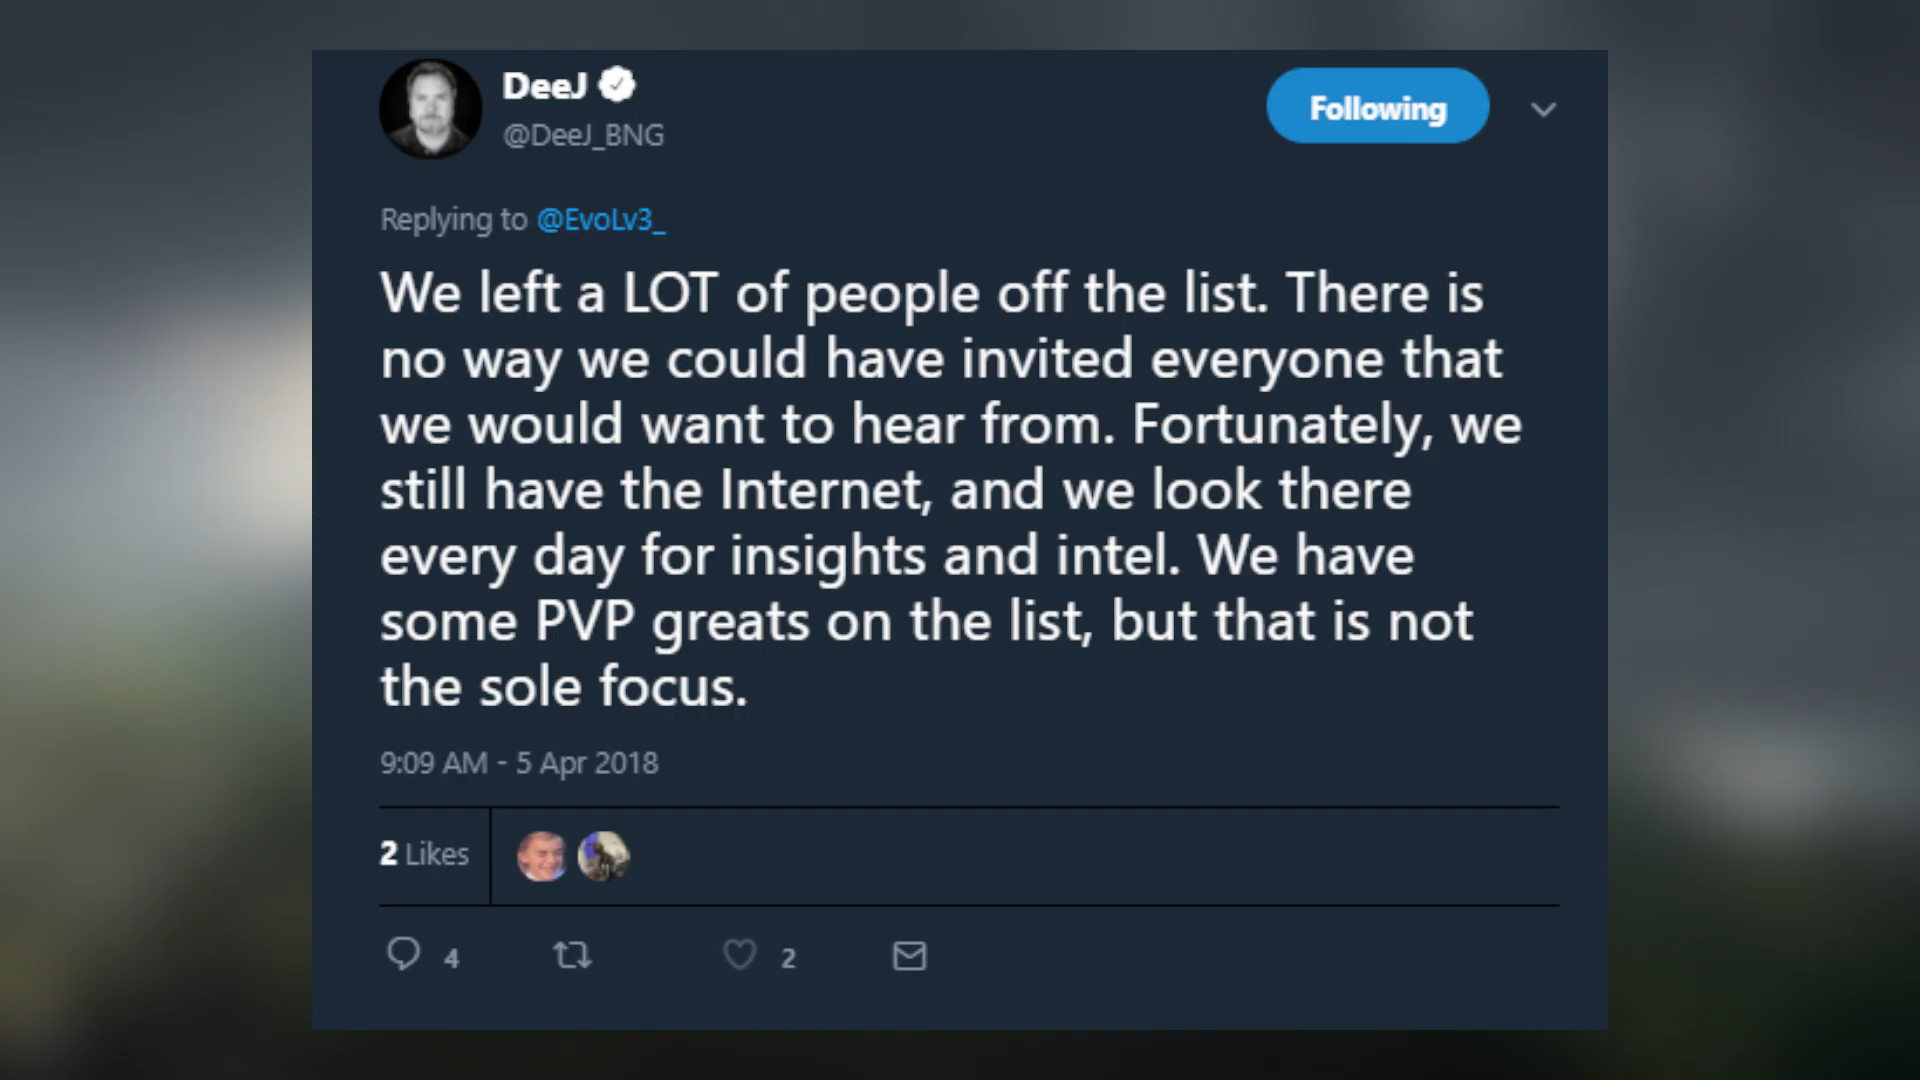 DeeJ
@DeeJ_BNG
Following
Replying to @EvoLv3_
We left a LOT of people off the list. There is
no way we could have invited everyone that
we would want to hear from. Fortunately, we
still have the Internet, and we look there
every day for insights and intel. We have
some PVP greats on the list, but that is not
the sole focus.
9:09 AM - 5 Apr 2018
2 Likes
4
2